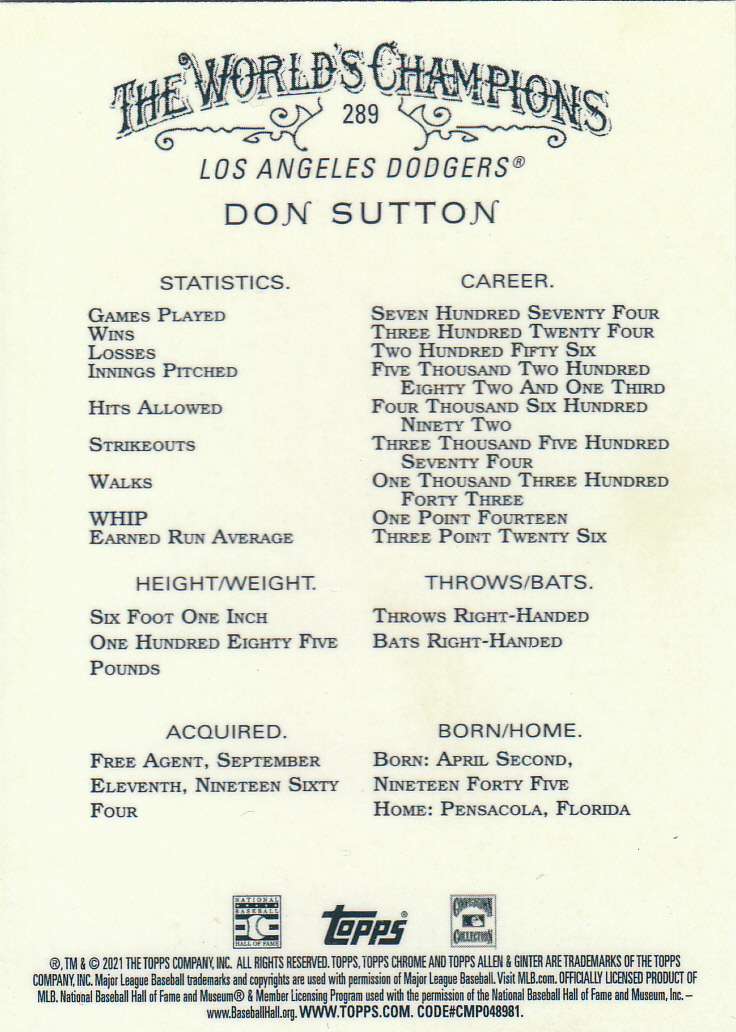 THE WORLD'S CHAMPIONS
289
LOS ANGELES DODGERS®
DON SUTTON
STATISTICS.
GAMES PLAYED
WINS
LOSSES
INNINGS PITCHED
HITS ALLOWED
STRIKEOUTS
WALKS
WHIP
EARNED RUN AVERAGE
CAREER.
SEVEN HUNDRED SEVENTY FOUR
THREE HUNDRED TWENTY FOUR
TWO HUNDRED FIFTY SIX
FIVE THOUSAND TWO HUNDRED
EIGHTY TWO AND ONE THIRD
FOUR THOUSAND SIX HUNDRED
NINETY TWO
THREE THOUSAND FIVE HUNDRED
SEVENTY FOUR
ONE THOUSAND THREE HUNDRED
FORTY THREE
ONE POINT FOURTEEN
THREE POINT TWENTY SIX
HEIGHT/WEIGHT.
SIX FOOT ONE INCH
ONE HUNDRED EIGHTY FIVE
POUNDS
THROWS/BATS.
THROWS RIGHT-HANDED
BATS RIGHT-HANDED
ACQUIRED.
FREE AGENT, SEPTEMBER
ELEVENTH, NINETEEN SIXTY
FOUR
BORN/HOME.
BORN: APRIL SECOND,
NINETEEN FORTY FIVE
HOME: PENSACOLA, FLORIDA
NATIONAL
BASEBALL
HALL OF FAME
topps®
COOPERSTOWN
COLLECTION
®, TM & © 2021 THE TOPPS COMPANY, INC. ALL RIGHTS RESERVED. TOPPS, TOPPS CHROME AND TOPPS ALLEN & GINTER ARE TRADEMARKS OF THE TOPPS
COMPANY, INC. Major League Baseball trademarks and copyrights are used with permission of Major League Baseball. Visit MLB.com. OFFICIALLY LICENSED PRODUCT OF
MLB. National Baseball Hall of Fame and Museum® & Member Licensing Program used with the permission of the National Baseball Hall of Fame and Museum, Inc. –
www.BaseballHall.org. WWW.TOPPS.COM. CODE#CMP048981.